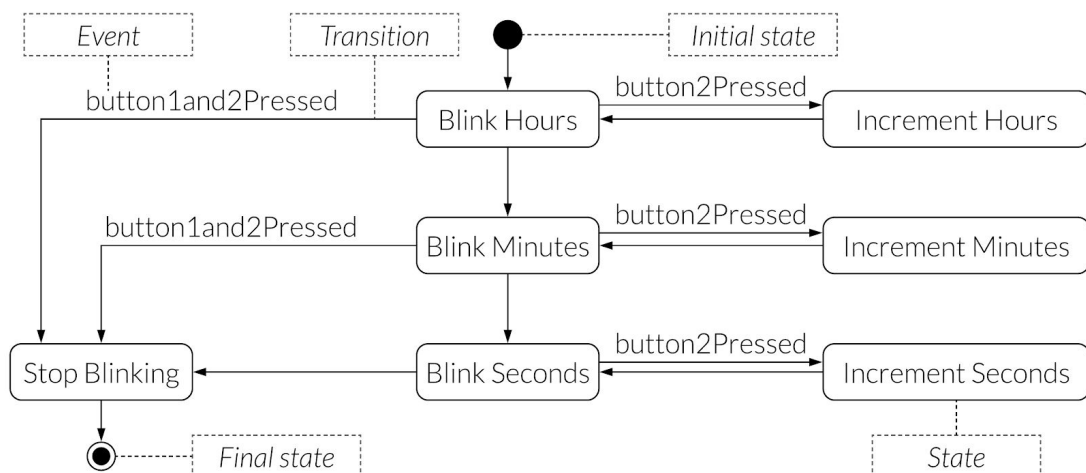 Event
Transition
Initial state
button1and2Pressed
button2Pressed
Blink Hours
Increment Hours
button1and2Pressed
button2Pressed
Blink Minutes
Increment Minutes
button2Pressed
Stop Blinking
Blink Seconds
Increment Seconds
Final state
State